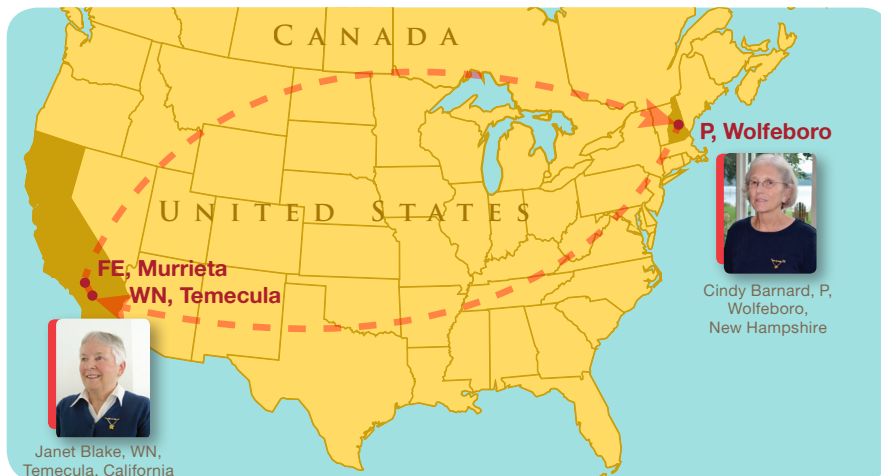 CANADA
P, Wolfeboro
UNITED STATES
FE, Murrieta
WN, Temecula
Cindy Barnard, P,
Wolfeboro,
New Hampshire
Janet Blake, WN,
Temecula, California